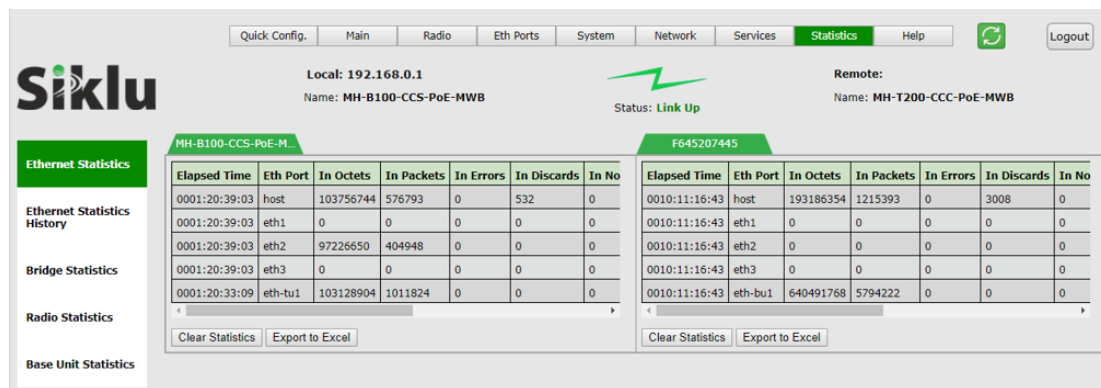 Quick Config. Main Radio Eth Ports System Network Services Statistics Help Logout
Siklu
Local: 192.168.0.1
Name: MH-B100-CCS-PoE-MWB
Status: Link Up
Remote:
Name: MH-T200-CCC-PoE-MWB
Ethernet Statistics
Ethernet Statistics
History
Bridge Statistics
Radio Statistics
Base Unit Statistics
MH-B100-CCS-PoE-M...
Elapsed Time Eth Port In Octets In Packets In Errors In Discards In No
0001:20:39:03 host 103756744 576793 0 532 0
0001:20:39:03 eth1 0 0 0 0 0
0001:20:39:03 eth2 97226650 404948 0 0 0
0001:20:39:03 eth3 0 0 0 0 0
0001:20:33:09 eth-tu1 103128904 1011824 0 0 0
Clear Statistics Export to Excel
F645207445
Elapsed Time Eth Port In Octets In Packets In Errors In Discards In No
0010:11:16:43 host 193186354 1215393 0 3008 0
0010:11:16:43 eth1 0 0 0 0 0
0010:11:16:43 eth2 0 0 0 0 0
0010:11:16:43 eth3 0 0 0 0 0
0010:11:16:43 eth-bu1 640491768 5794222 0 0 0
Clear Statistics Export to Excel